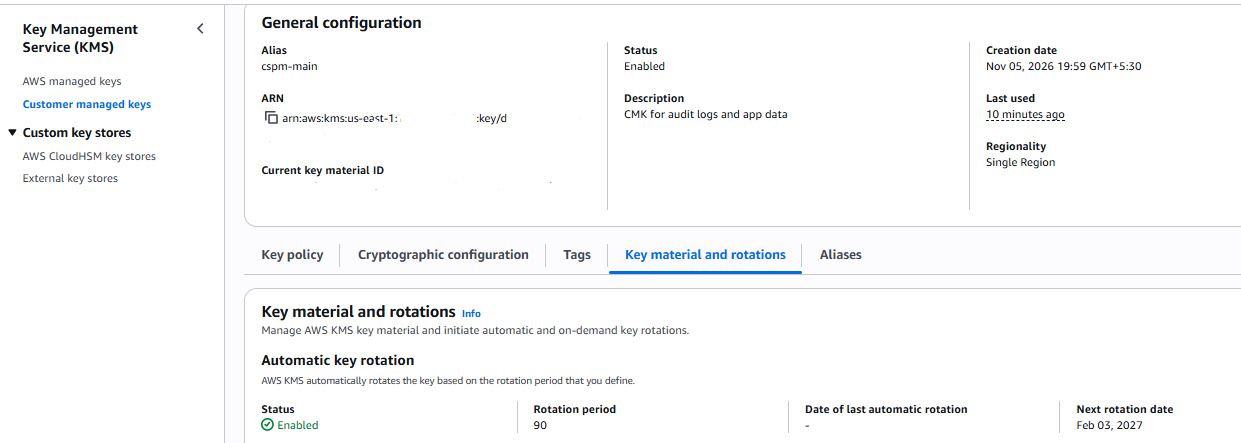 Key Management
Service (KMS)
AWS managed keys
Customer managed keys
Custom key stores
AWS CloudHSM key stores
External key stores
General configuration
Alias
cspm-main
ARN
arn:aws:kms:us-east-1: :key/d
Current key material ID
Status
Enabled
Description
CMK for audit logs and app data
Creation date
Nov 05, 2026 19:59 GMT+5:30
Last used
10 minutes ago
Regionality
Single Region
Key policy
Cryptographic configuration
Tags
Key material and rotations
Aliases
Key material and rotations Info
Manage AWS KMS key material and initiate automatic and on-demand key rotations.
Automatic key rotation
AWS KMS automatically rotates the key based on the rotation period that you define.
Status
Enabled
Rotation period
90
Date of last automatic rotation
-
Next rotation date
Feb 03, 2027